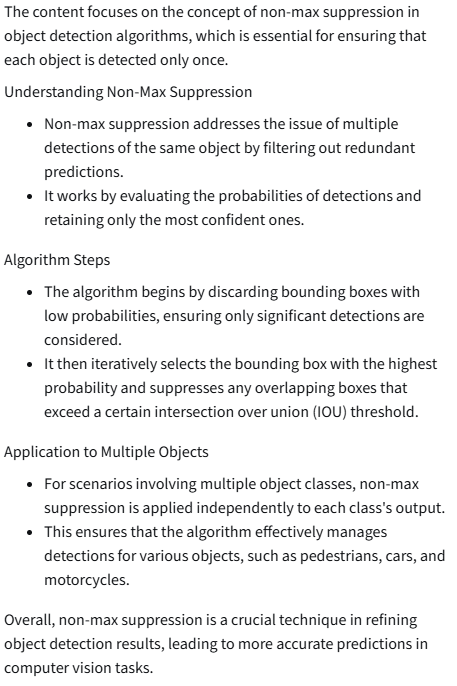 The content focuses on the concept of non-max suppression in
object detection algorithms, which is essential for ensuring that
each object is detected only once.
Understanding Non-Max Suppression
• Non-max suppression addresses the issue of multiple
detections of the same object by filtering out redundant
predictions.
• It works by evaluating the probabilities of detections and
retaining only the most confident ones.
Algorithm Steps
• The algorithm begins by discarding bounding boxes with
low probabilities, ensuring only significant detections are
considered.
• It then iteratively selects the bounding box with the highest
probability and suppresses any overlapping boxes that
exceed a certain intersection over union (IOU) threshold.
Application to Multiple Objects
• For scenarios involving multiple object classes, non-max
suppression is applied independently to each class's output.
• This ensures that the algorithm effectively manages
detections for various objects, such as pedestrians, cars, and
motorcycles.
Overall, non-max suppression is a crucial technique in refining
object detection results, leading to more accurate predictions in
computer vision tasks.